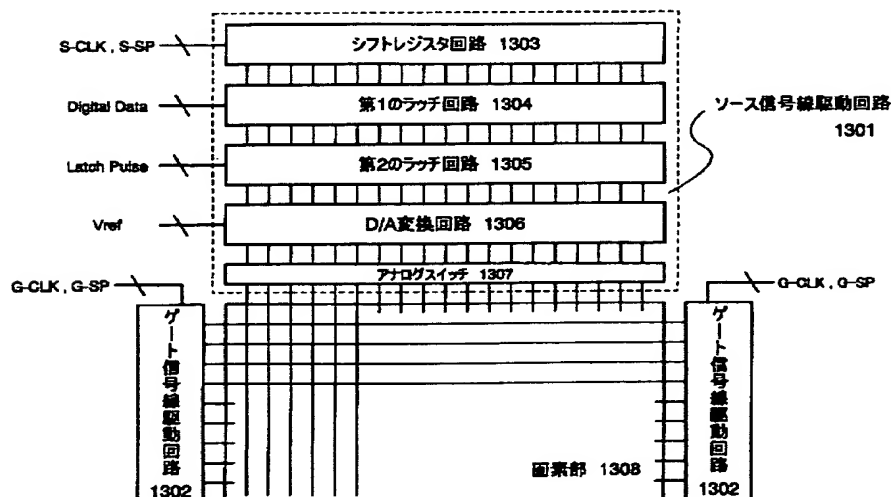 S-CLK , S-SP
シフトレジスタ回路 1303
Digital Data
第1のラッチ回路 1304
ソース信号線駆動回路
1301
Latch Pulse
第2のラッチ回路 1305
Vref
D/A変換回路 1306
アナログスイッチ 1307
G-CLK , G-SP
G-CLK , G-SP
ゲート信号線駆動回路
1302
ゲート信号線駆動回路
1302
画素部 1308